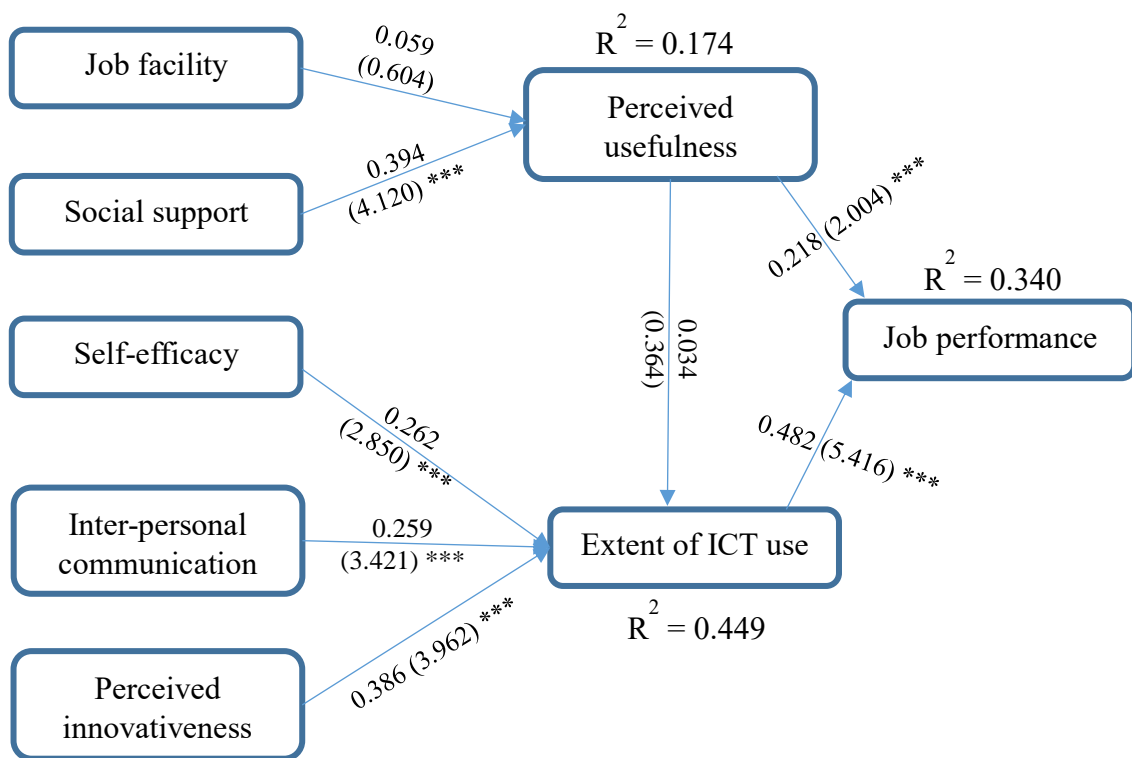 Job facility
0.059
(0.604)
R² = 0.174
Perceived
usefulness
Social support
0.394
(4.120) ***
0.218 (2.004) ***
R² = 0.340
Job performance
0.034
(0.364)
Self-efficacy
0.262
(2.850) ***
0.482 (5.416) ***
Inter-personal
communication
0.259
(3.421) ***
Extent of ICT use
R² = 0.449
0.386 (3.962) ***
Perceived
innovativeness